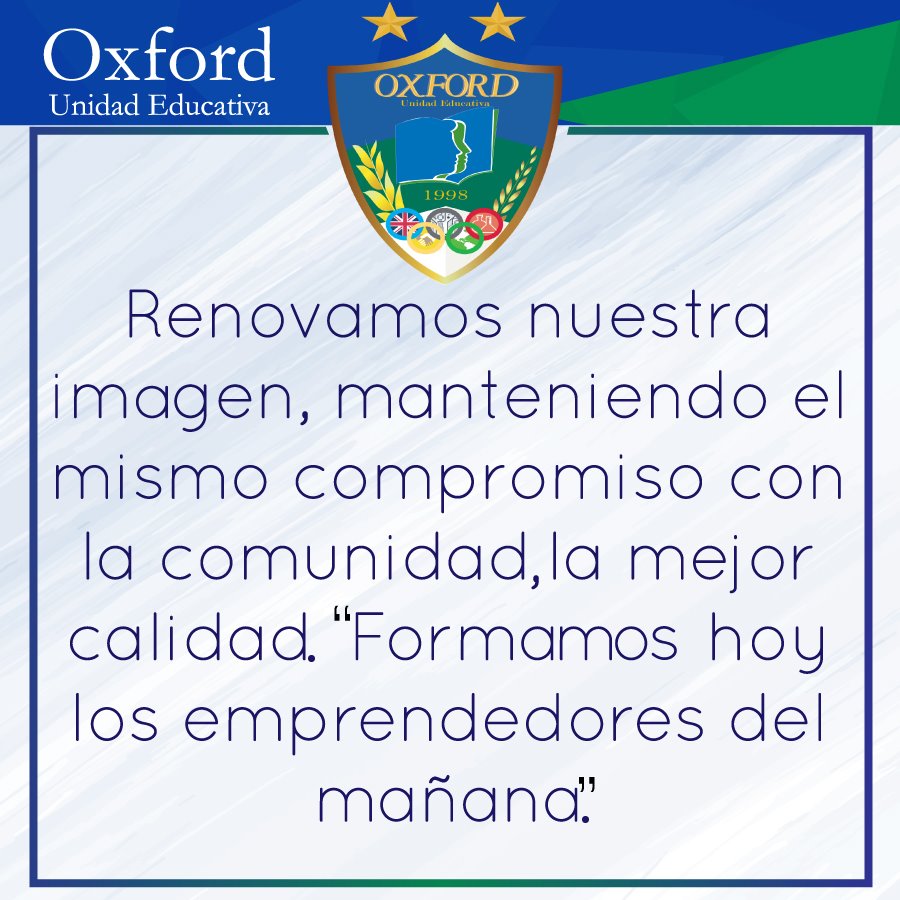 Oxford
Unidad Educativa
OXFORD
Unidad Educativa
1998
Renovamos nuestra
imagen, manteniendo el
mismo compromiso con
la comunidad,la mejor
calidad. “Formamos hoy
los emprendedores del
mañana”.